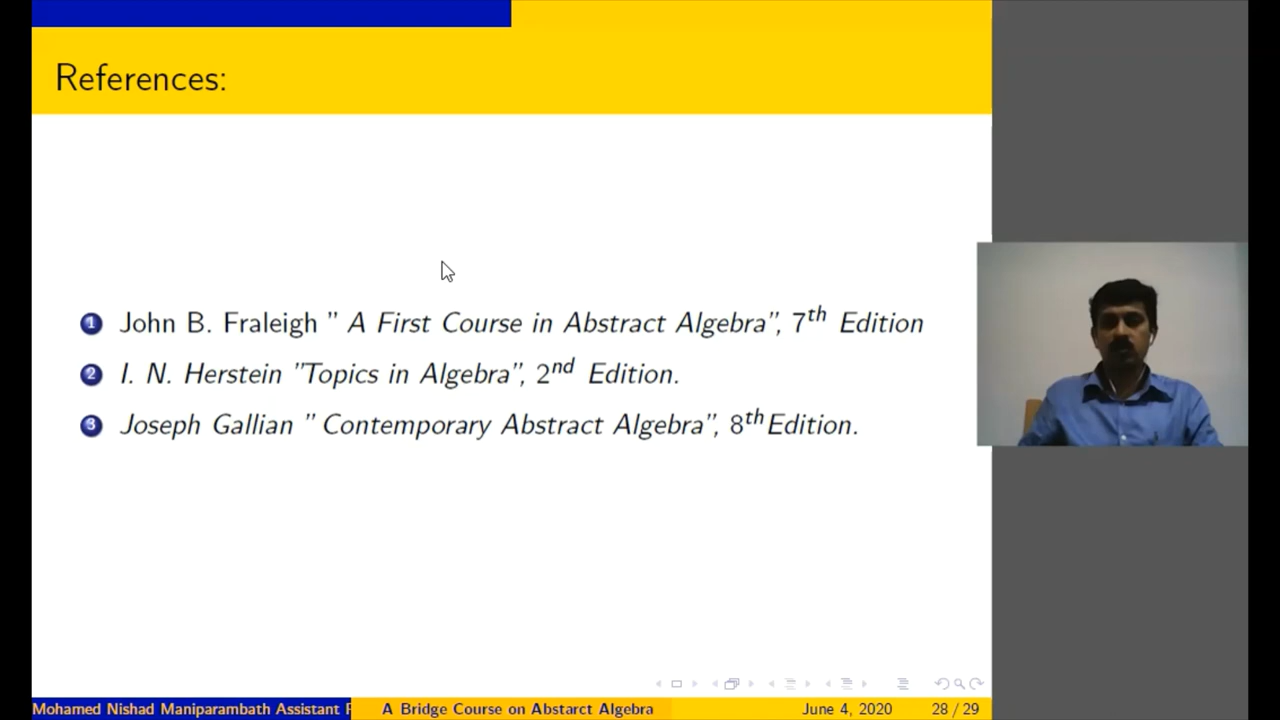 References:
1 John B. Fraleigh " A First Course in Abstract Algebra", 7th Edition
2 I. N. Herstein "Topics in Algebra", 2nd Edition.
3 Joseph Gallian " Contemporary Abstract Algebra", 8th Edition.
Mohamed Nishad Maniparambath Assistant P A Bridge Course on Abstarct Algebra June 4, 2020 28 / 29